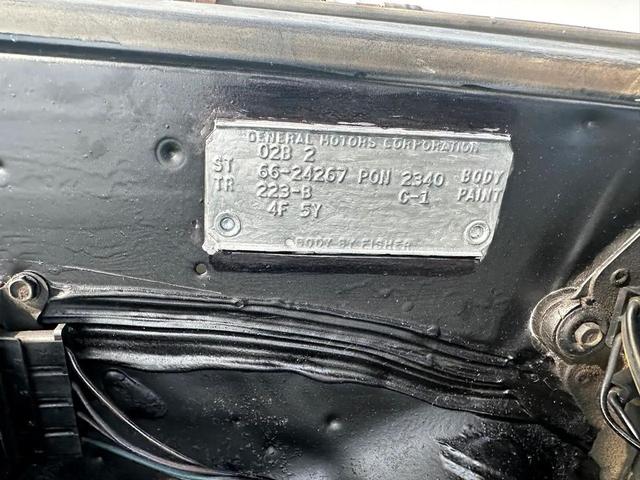 GENERAL MOTORS CORPORATION
02B 2
ST 66-24267 PON 2340 BODY
TR 223-B C-1 PAINT
4F 5Y
BODY BY FISHER